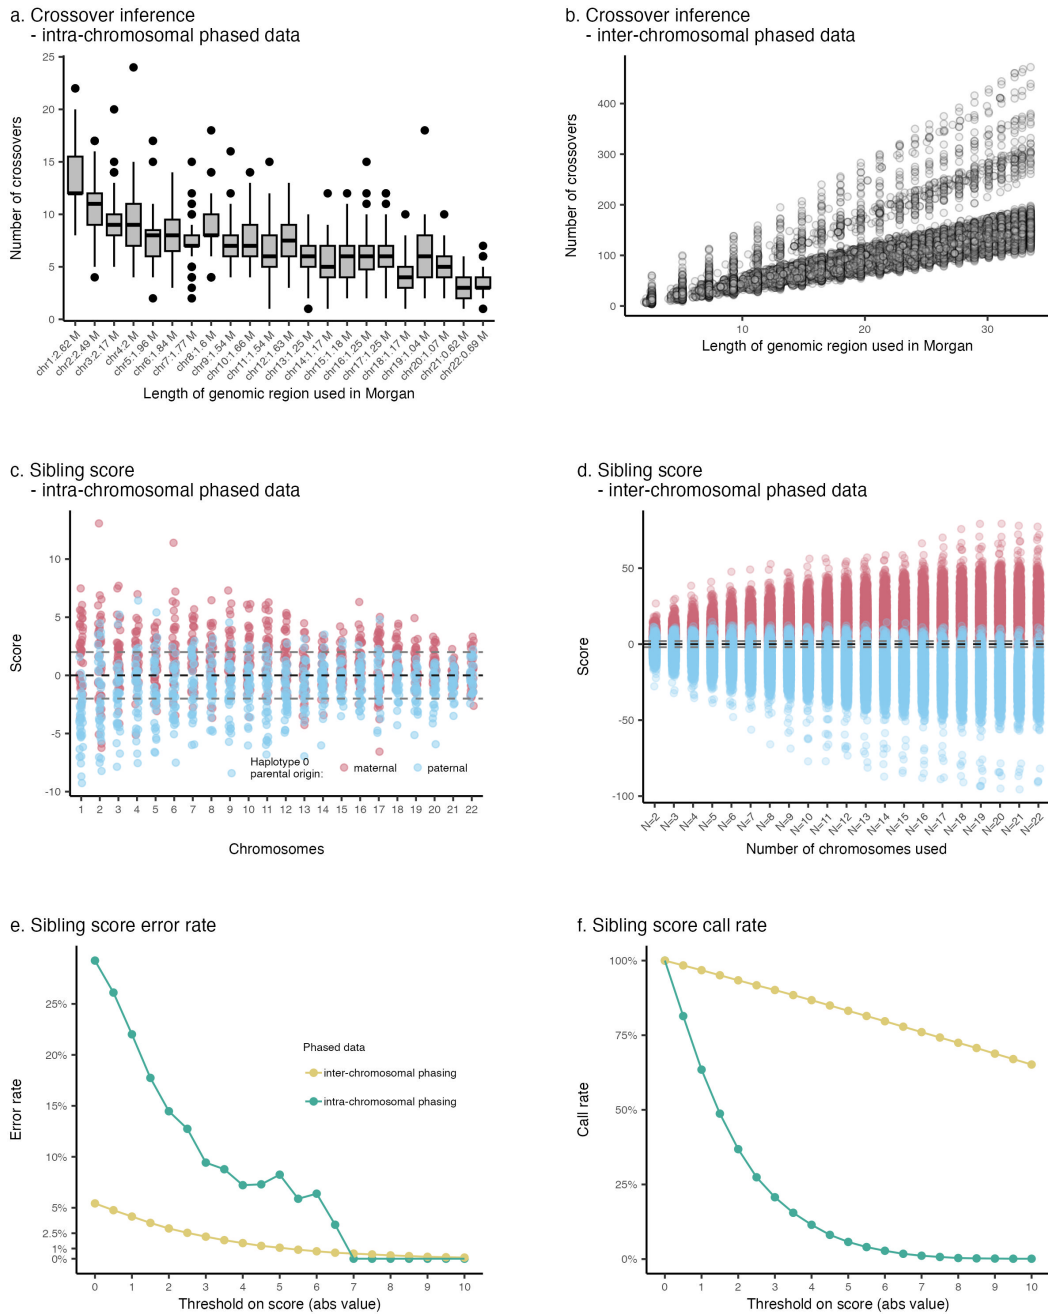 a. Crossover inference
- intra-chromosomal phased data
25
20
15
10
5
0
Number of crossovers
chr1:2.62 M
chr2:2.49 M
chr3:2.17 M
chr4:2 M
chr5:1.96 M
chr6:1.84 M
chr7:1.77 M
chr8:1.6 M
chr9:1.54 M
chr10:1.66 M
chr11:1.54 M
chr12:1.63 M
chr13:1.25 M
chr14:1.17 M
chr15:1.18 M
chr16:1.25 M
chr17:1.25 M
chr18:1.17 M
chr19:1.04 M
chr20:1.07 M
chr21:0.62 M
chr22:0.69 M
Length of genomic region used in Morgan
b. Crossover inference
- inter-chromosomal phased data
400
300
200
100
0
Number of crossovers
10 20 30
Length of genomic region used in Morgan
c. Sibling score
- intra-chromosomal phased data
10
5
0
-5
-10
Score
Haplotype 0
parental origin:
maternal
paternal
1 2 3 4 5 6 7 8 9 10 11 12 13 14 15 16 17 18 19 20 21 22
Chromosomes
d. Sibling score
- inter-chromosomal phased data
50
0
-50
-100
Score
N=2
N=3
N=4
N=5
N=6
N=7
N=8
N=9
N=10
N=11
N=12
N=13
N=14
N=15
N=16
N=17
N=18
N=19
N=20
N=21
N=22
Number of chromosomes used
e. Sibling score error rate
25%
20%
15%
10%
5%
2.5%
1%
0%
Error rate
Phased data
inter-chromosomal phasing
intra-chromosomal phasing
0 1 2 3 4 5 6 7 8 9 10
Threshold on score (abs value)
f. Sibling score call rate
100%
75%
50%
25%
0%
Call rate
0 1 2 3 4 5 6 7 8 9 10
Threshold on score (abs value)